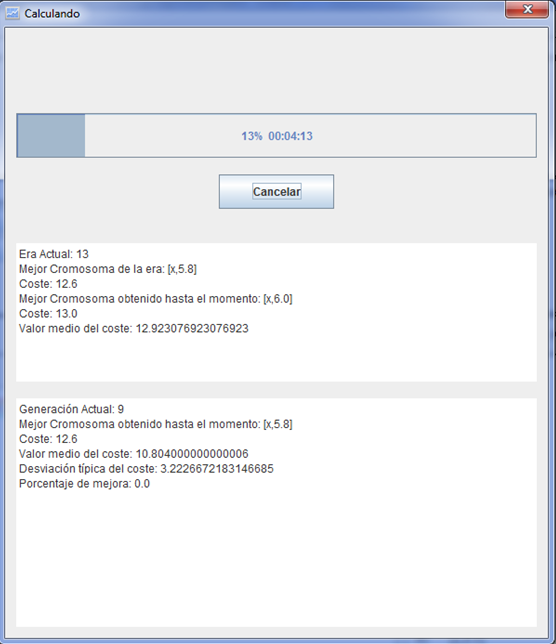 Calculando
13% 00:04:13
Cancelar
Era Actual: 13
Mejor Cromosoma de la era: [x,5.8]
Coste: 12.6
Mejor Cromosoma obtenido hasta el momento: [x,6.0]
Coste: 13.0
Valor medio del coste: 12.923076923076923
Generación Actual: 9
Mejor Cromosoma obtenido hasta el momento: [x,5.8]
Coste: 12.6
Valor medio del coste: 10.804000000000006
Desviación típica del coste: 3.2226672183146685
Porcentaje de mejora: 0.0